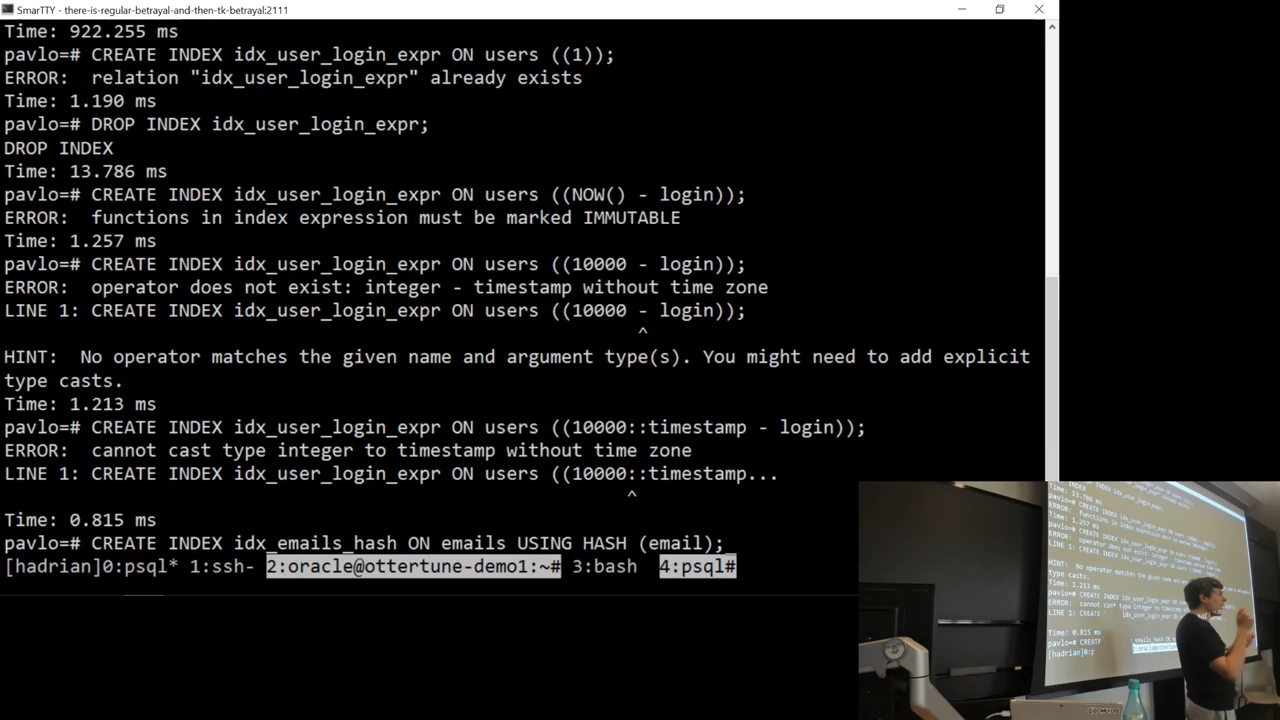 SmarTTY - there-is-regular-betrayal-and-then-tk-betrayal:2111
Time: 922.255 ms
pavlo=# CREATE INDEX idx_user_login_expr ON users ((1));
ERROR:  relation "idx_user_login_expr" already exists
Time: 1.190 ms
pavlo=# DROP INDEX idx_user_login_expr;
DROP INDEX
Time: 13.786 ms
pavlo=# CREATE INDEX idx_user_login_expr ON users ((NOW() - login));
ERROR:  functions in index expression must be marked IMMUTABLE
Time: 1.257 ms
pavlo=# CREATE INDEX idx_user_login_expr ON users ((10000 - login));
ERROR:  operator does not exist: integer - timestamp without time zone
LINE 1: CREATE INDEX idx_user_login_expr ON users ((10000 - login));
^
HINT:  No operator matches the given name and argument type(s). You might need to add explicit
type casts.
Time: 1.213 ms
pavlo=# CREATE INDEX idx_user_login_expr ON users ((10000::timestamp - login));
ERROR:  cannot cast type integer to timestamp without time zone
LINE 1: CREATE INDEX idx_user_login_expr ON users ((10000::timestamp...
^
Time: 0.815 ms
pavlo=# CREATE INDEX idx_emails_hash ON emails USING HASH (email);
[hadrian]0:psql* 1:ssh- 2:oracle@ottertune-demo1:~# 3:bash  4:psql#